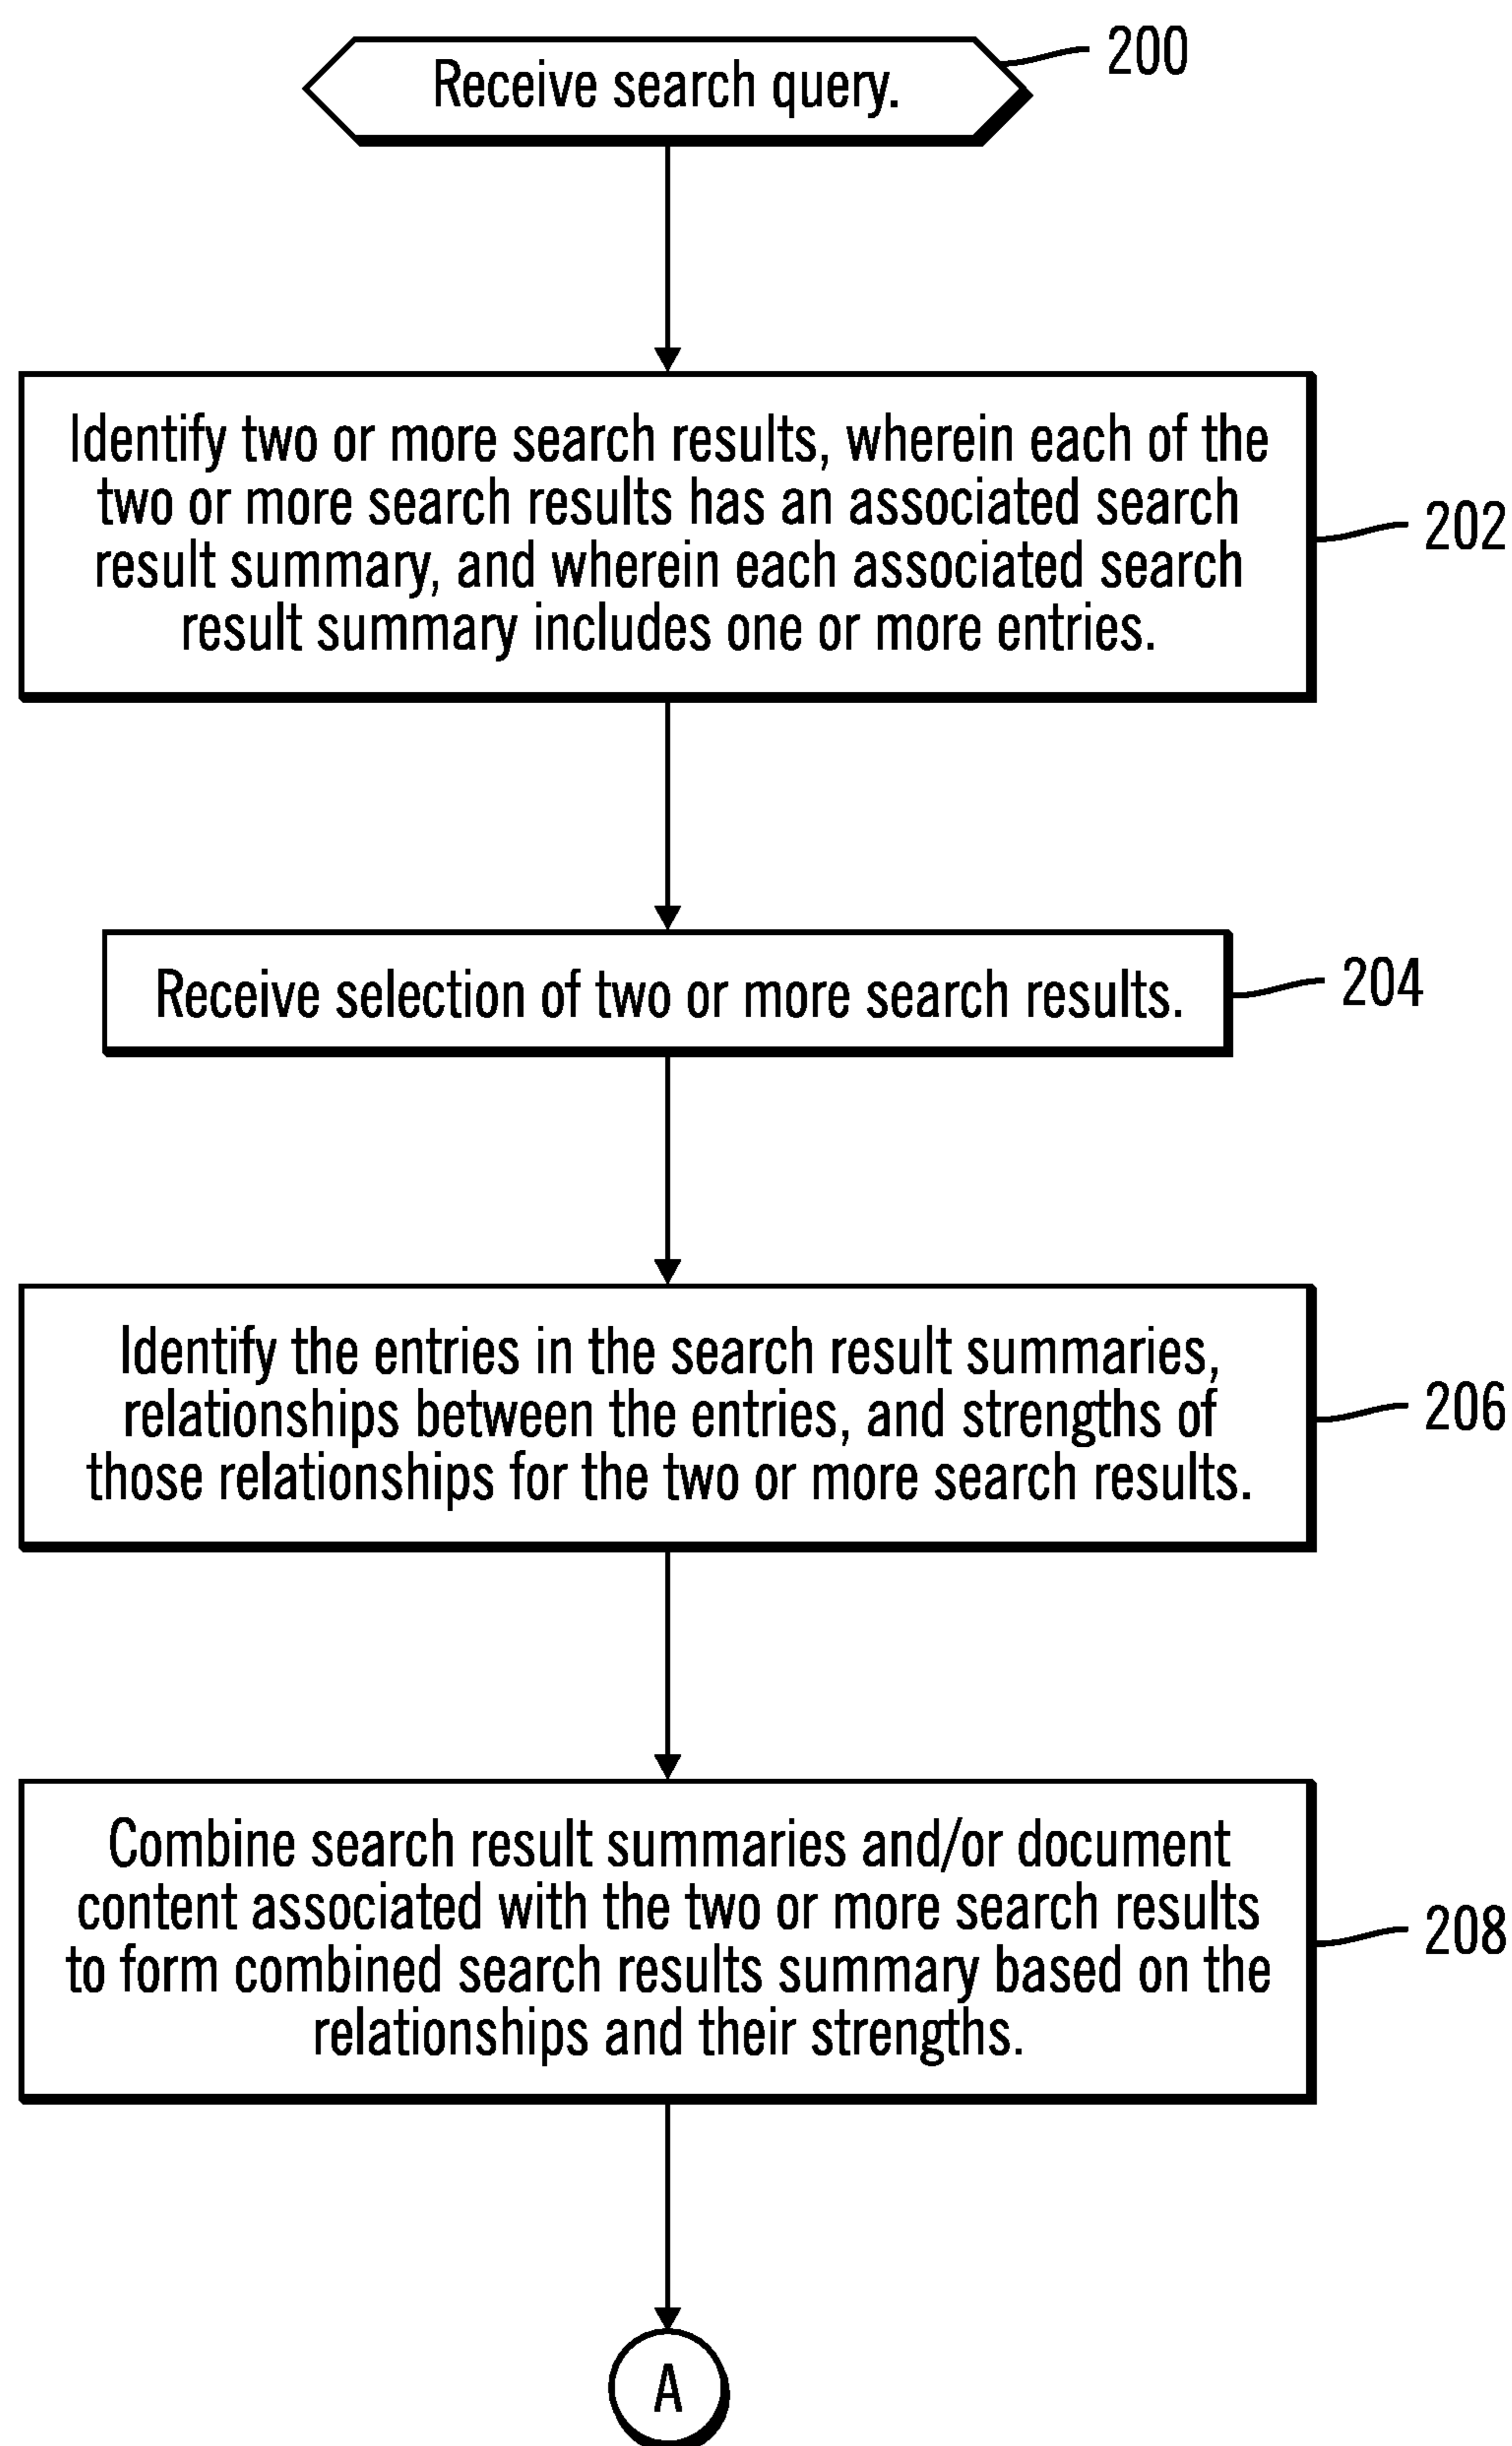 Receive search query.
200
Identify two or more search results, wherein each of the
two or more search results has an associated search
result summary, and wherein each associated search
result summary includes one or more entries.
202
Receive selection of two or more search results.
204
Identify the entries in the search result summaries,
relationships between the entries, and strengths of
those relationships for the two or more search results.
206
Combine search result summaries and/or document
content associated with the two or more search results
to form combined search results summary based on the
relationships and their strengths.
208
A